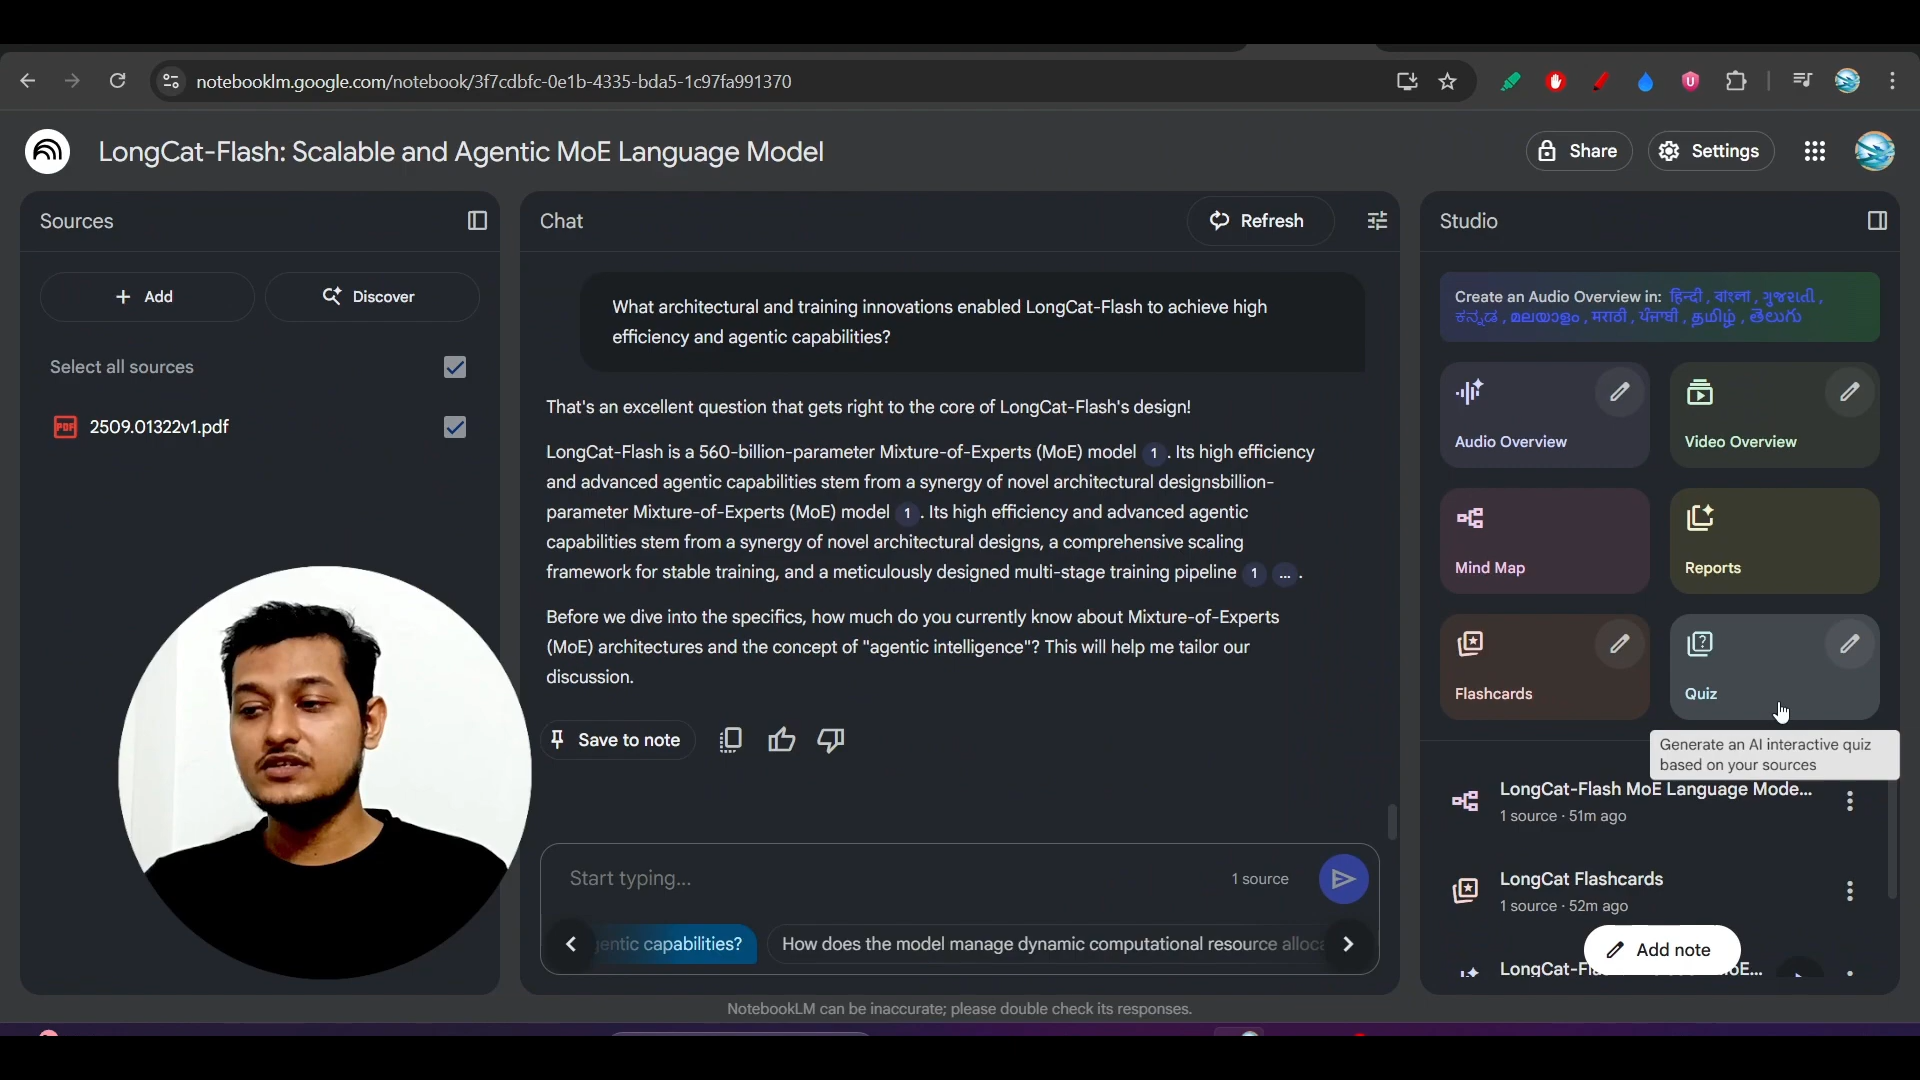 notebooklm.google.com/notebook/3f7cdbfc-0e1b-4335-bda5-1c97fa991370
LongCat-Flash: Scalable and Agentic MoE Language Model
Share
Settings
Sources
Add
Discover
Select all sources
PDF
2509.01322v1.pdf
Chat
Refresh
What architectural and training innovations enabled LongCat-Flash to achieve high
efficiency and agentic capabilities?
That's an excellent question that gets right to the core of LongCat-Flash's design!
LongCat-Flash is a 560-billion-parameter Mixture-of-Experts (MoE) model 1 . Its high efficiency
and advanced agentic capabilities stem from a synergy of novel architectural designsbillion-
parameter Mixture-of-Experts (MoE) model 1 . Its high efficiency and advanced agentic
capabilities stem from a synergy of novel architectural designs, a comprehensive scaling
framework for stable training, and a meticulously designed multi-stage training pipeline 1 ... .
Before we dive into the specifics, how much do you currently know about Mixture-of-Experts
(MoE) architectures and the concept of "agentic intelligence"? This will help me tailor our
discussion.
Save to note
Start typing...
1 source
entic capabilities?
How does the model manage dynamic computational resource alloca
NotebookLM can be inaccurate; please double check its responses.
Studio
Create an Audio Overview in: हिन्दी , বাংলা , ગુજરાતી ,
ಕನ್ನಡ , മലയാളം , मराठी , ਪੰਜਾਬੀ , தமிழ் , తెలుగు
Audio Overview
Video Overview
Mind Map
Reports
Flashcards
Quiz
Generate an AI interactive quiz
based on your sources
LongCat-Flash MoE Language Mode...
1 source · 51m ago
LongCat Flashcards
1 source · 52m ago
Add note